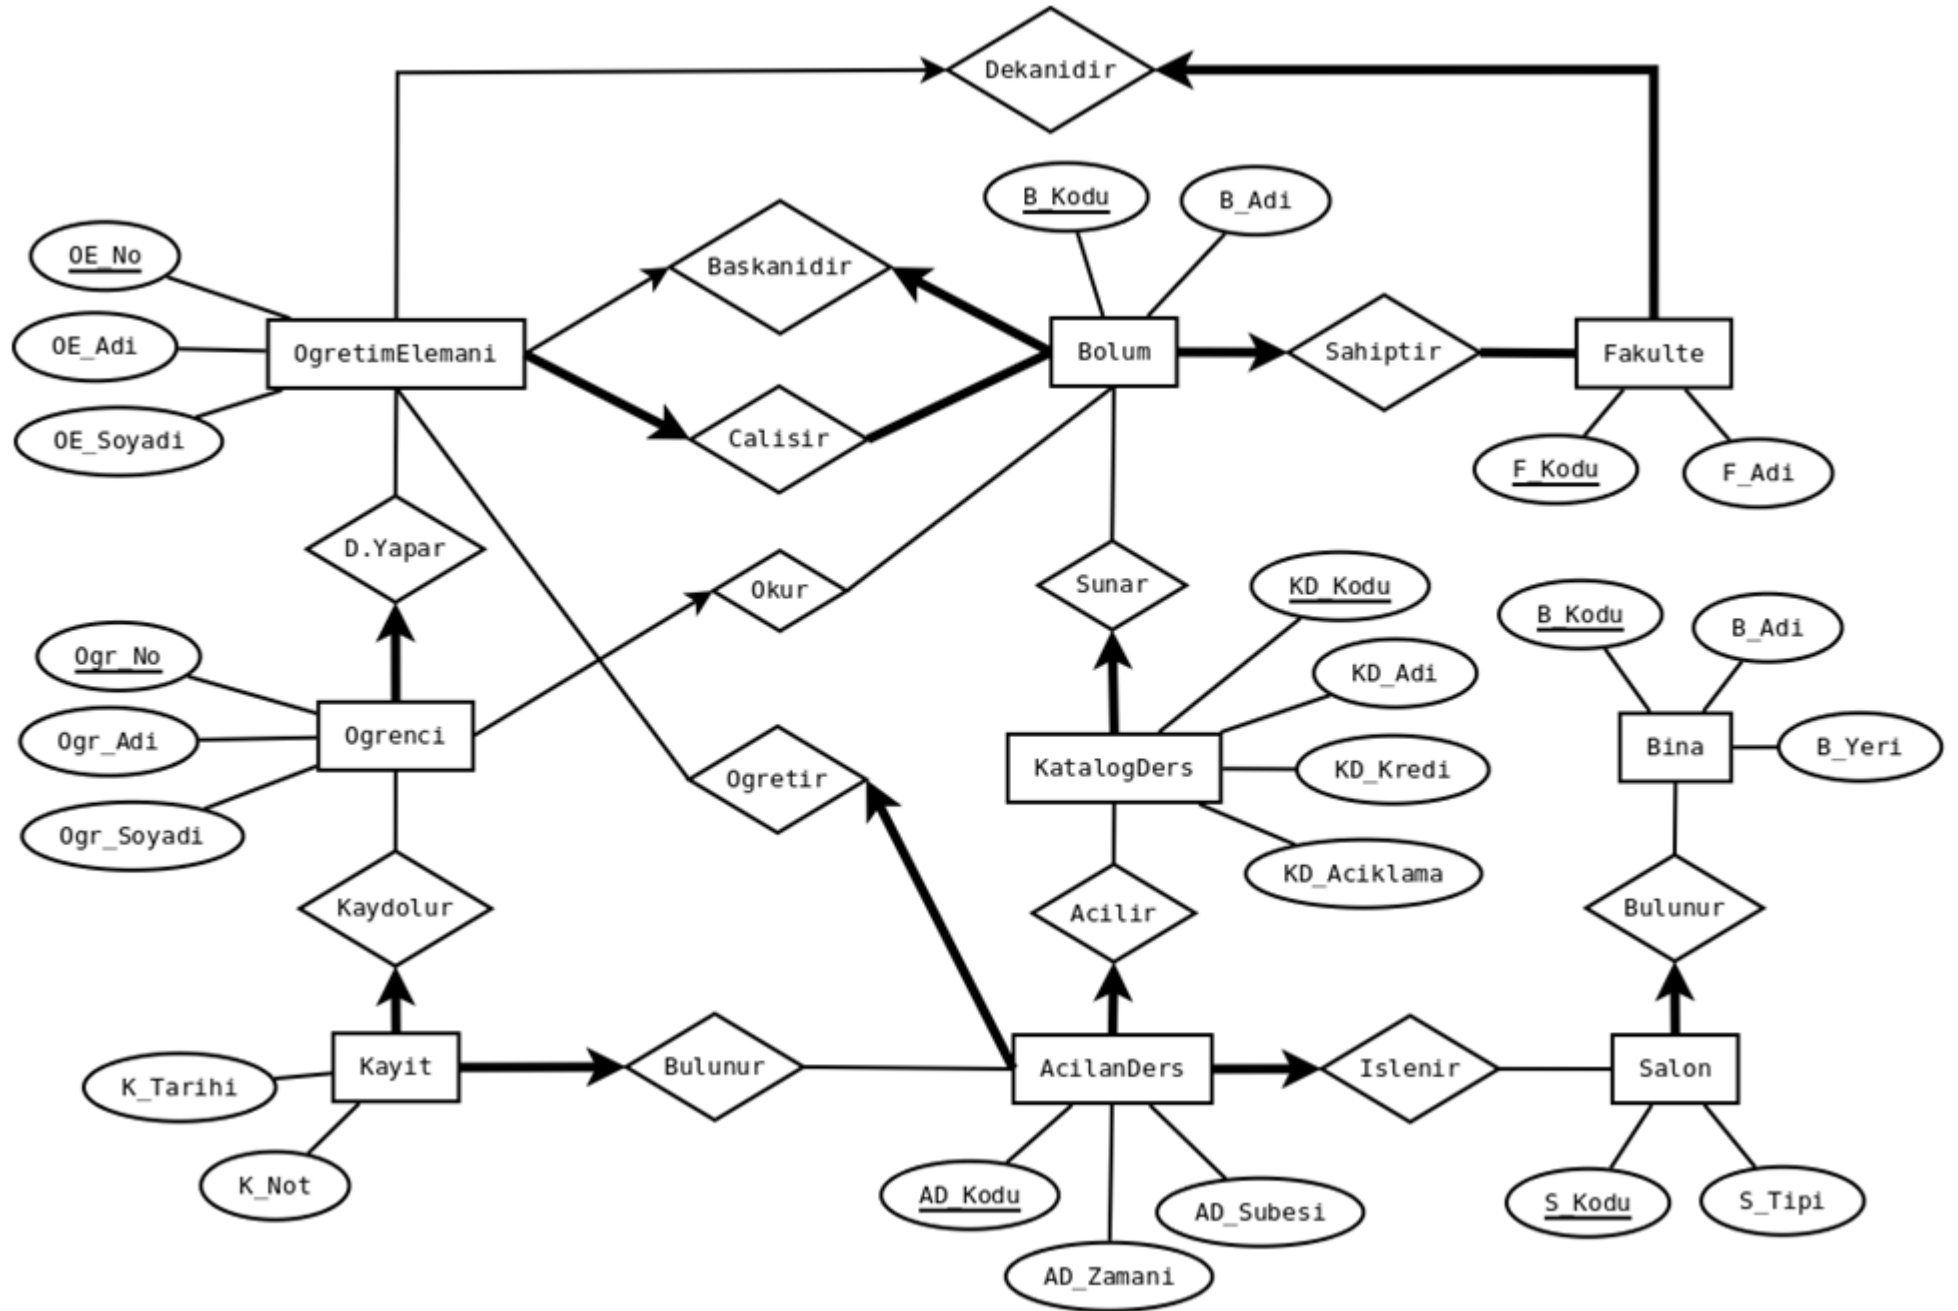 Dekanidir
B_Kodu
B_Adi
OE_No
Baskanidir
OE_Adi
OgretimElemani
Bolum
Sahiptir
Fakulte
OE_Soyadi
Calisir
F_Kodu
F_Adi
D.Yapar
Okur
Sunar
KD_Kodu
B_Kodu
B_Adi
Ogr_No
KD_Adi
Ogr_Adi
Ogrenci
Ogretir
KatalogDers
KD_Kredi
Bina
B_Yeri
Ogr_Soyadi
KD_Aciklama
Kaydolur
Acilir
Bulunur
K_Tarihi
Kayit
Bulunur
AcilanDers
Islenir
Salon
K_Not
AD_Kodu
AD_Subesi
S_Kodu
S_Tipi
AD_Zamani